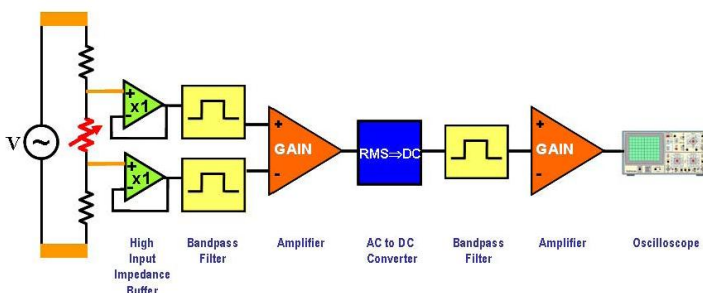 V
+
-
x1
+
-
x1
+
-
GAIN
RMS⇒DC
+
-
GAIN
High
Input
Impedance
Buffer
Bandpass
Filter
Amplifier
AC to DC
Converter
Bandpass
Filter
Amplifier
Oscilloscope